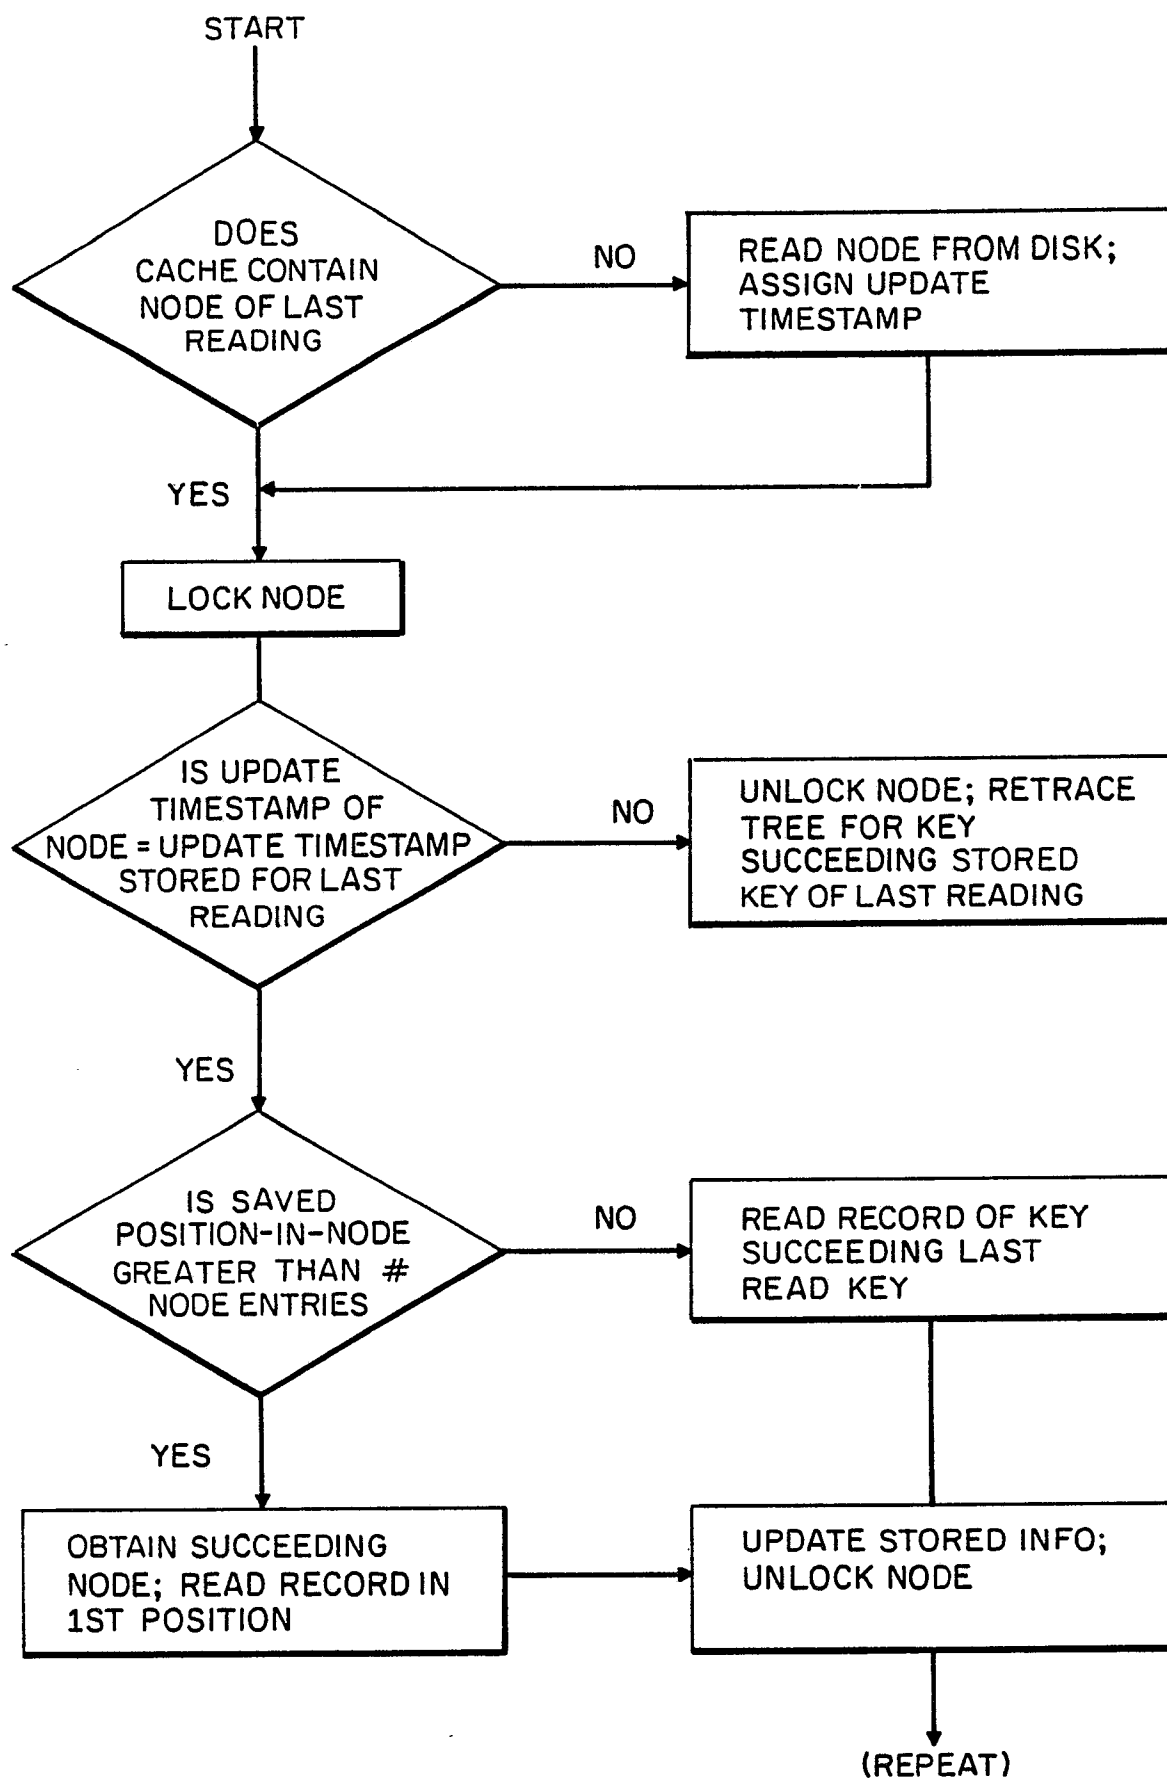 START
DOES
CACHE CONTAIN
NODE OF LAST
READING
NO
READ NODE FROM DISK;
ASSIGN UPDATE
TIMESTAMP
YES
LOCK NODE
IS UPDATE
TIMESTAMP OF
NODE = UPDATE TIMESTAMP
STORED FOR LAST
READING
NO
UNLOCK NODE; RETRACE
TREE FOR KEY
SUCCEEDING STORED
KEY OF LAST READING
YES
IS SAVED
POSITION-IN-NODE
GREATER THAN #
NODE ENTRIES
NO
READ RECORD OF KEY
SUCCEEDING LAST
READ KEY
YES
OBTAIN SUCCEEDING
NODE; READ RECORD IN
1ST POSITION
UPDATE STORED INFO;
UNLOCK NODE
(REPEAT)